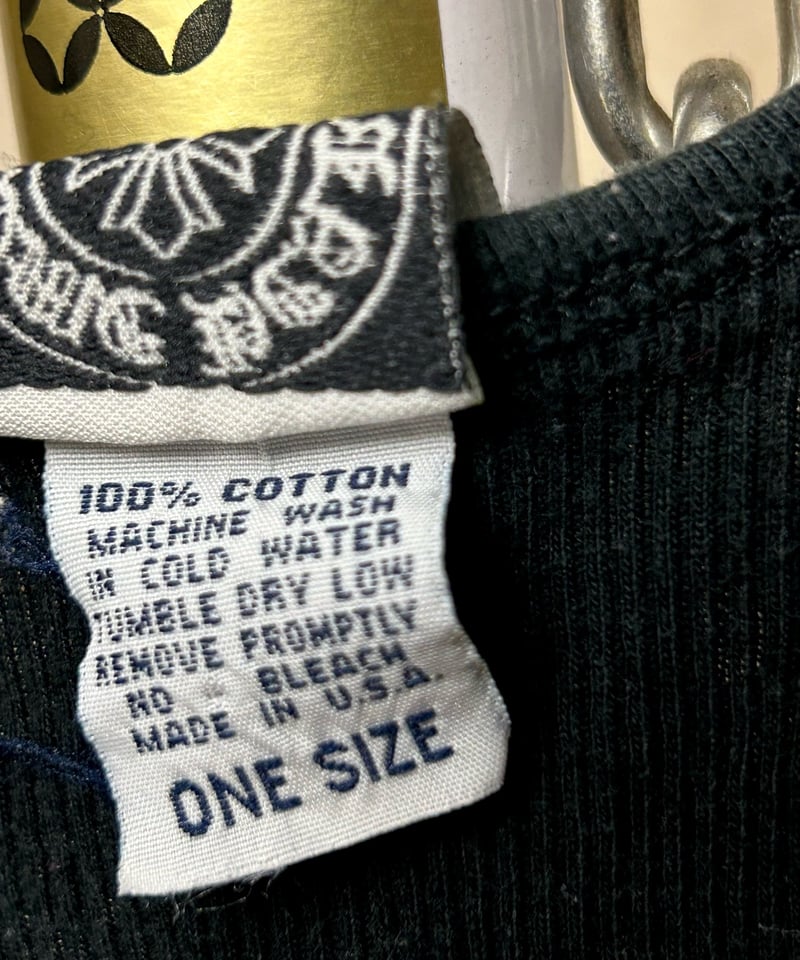 100% COTTON
MACHINE WASH
IN COLD WATER
TUMBLE DRY LOW
REMOVE PROMPTLY
NO BLEACH
MADE IN U.S.A.
ONE SIZE